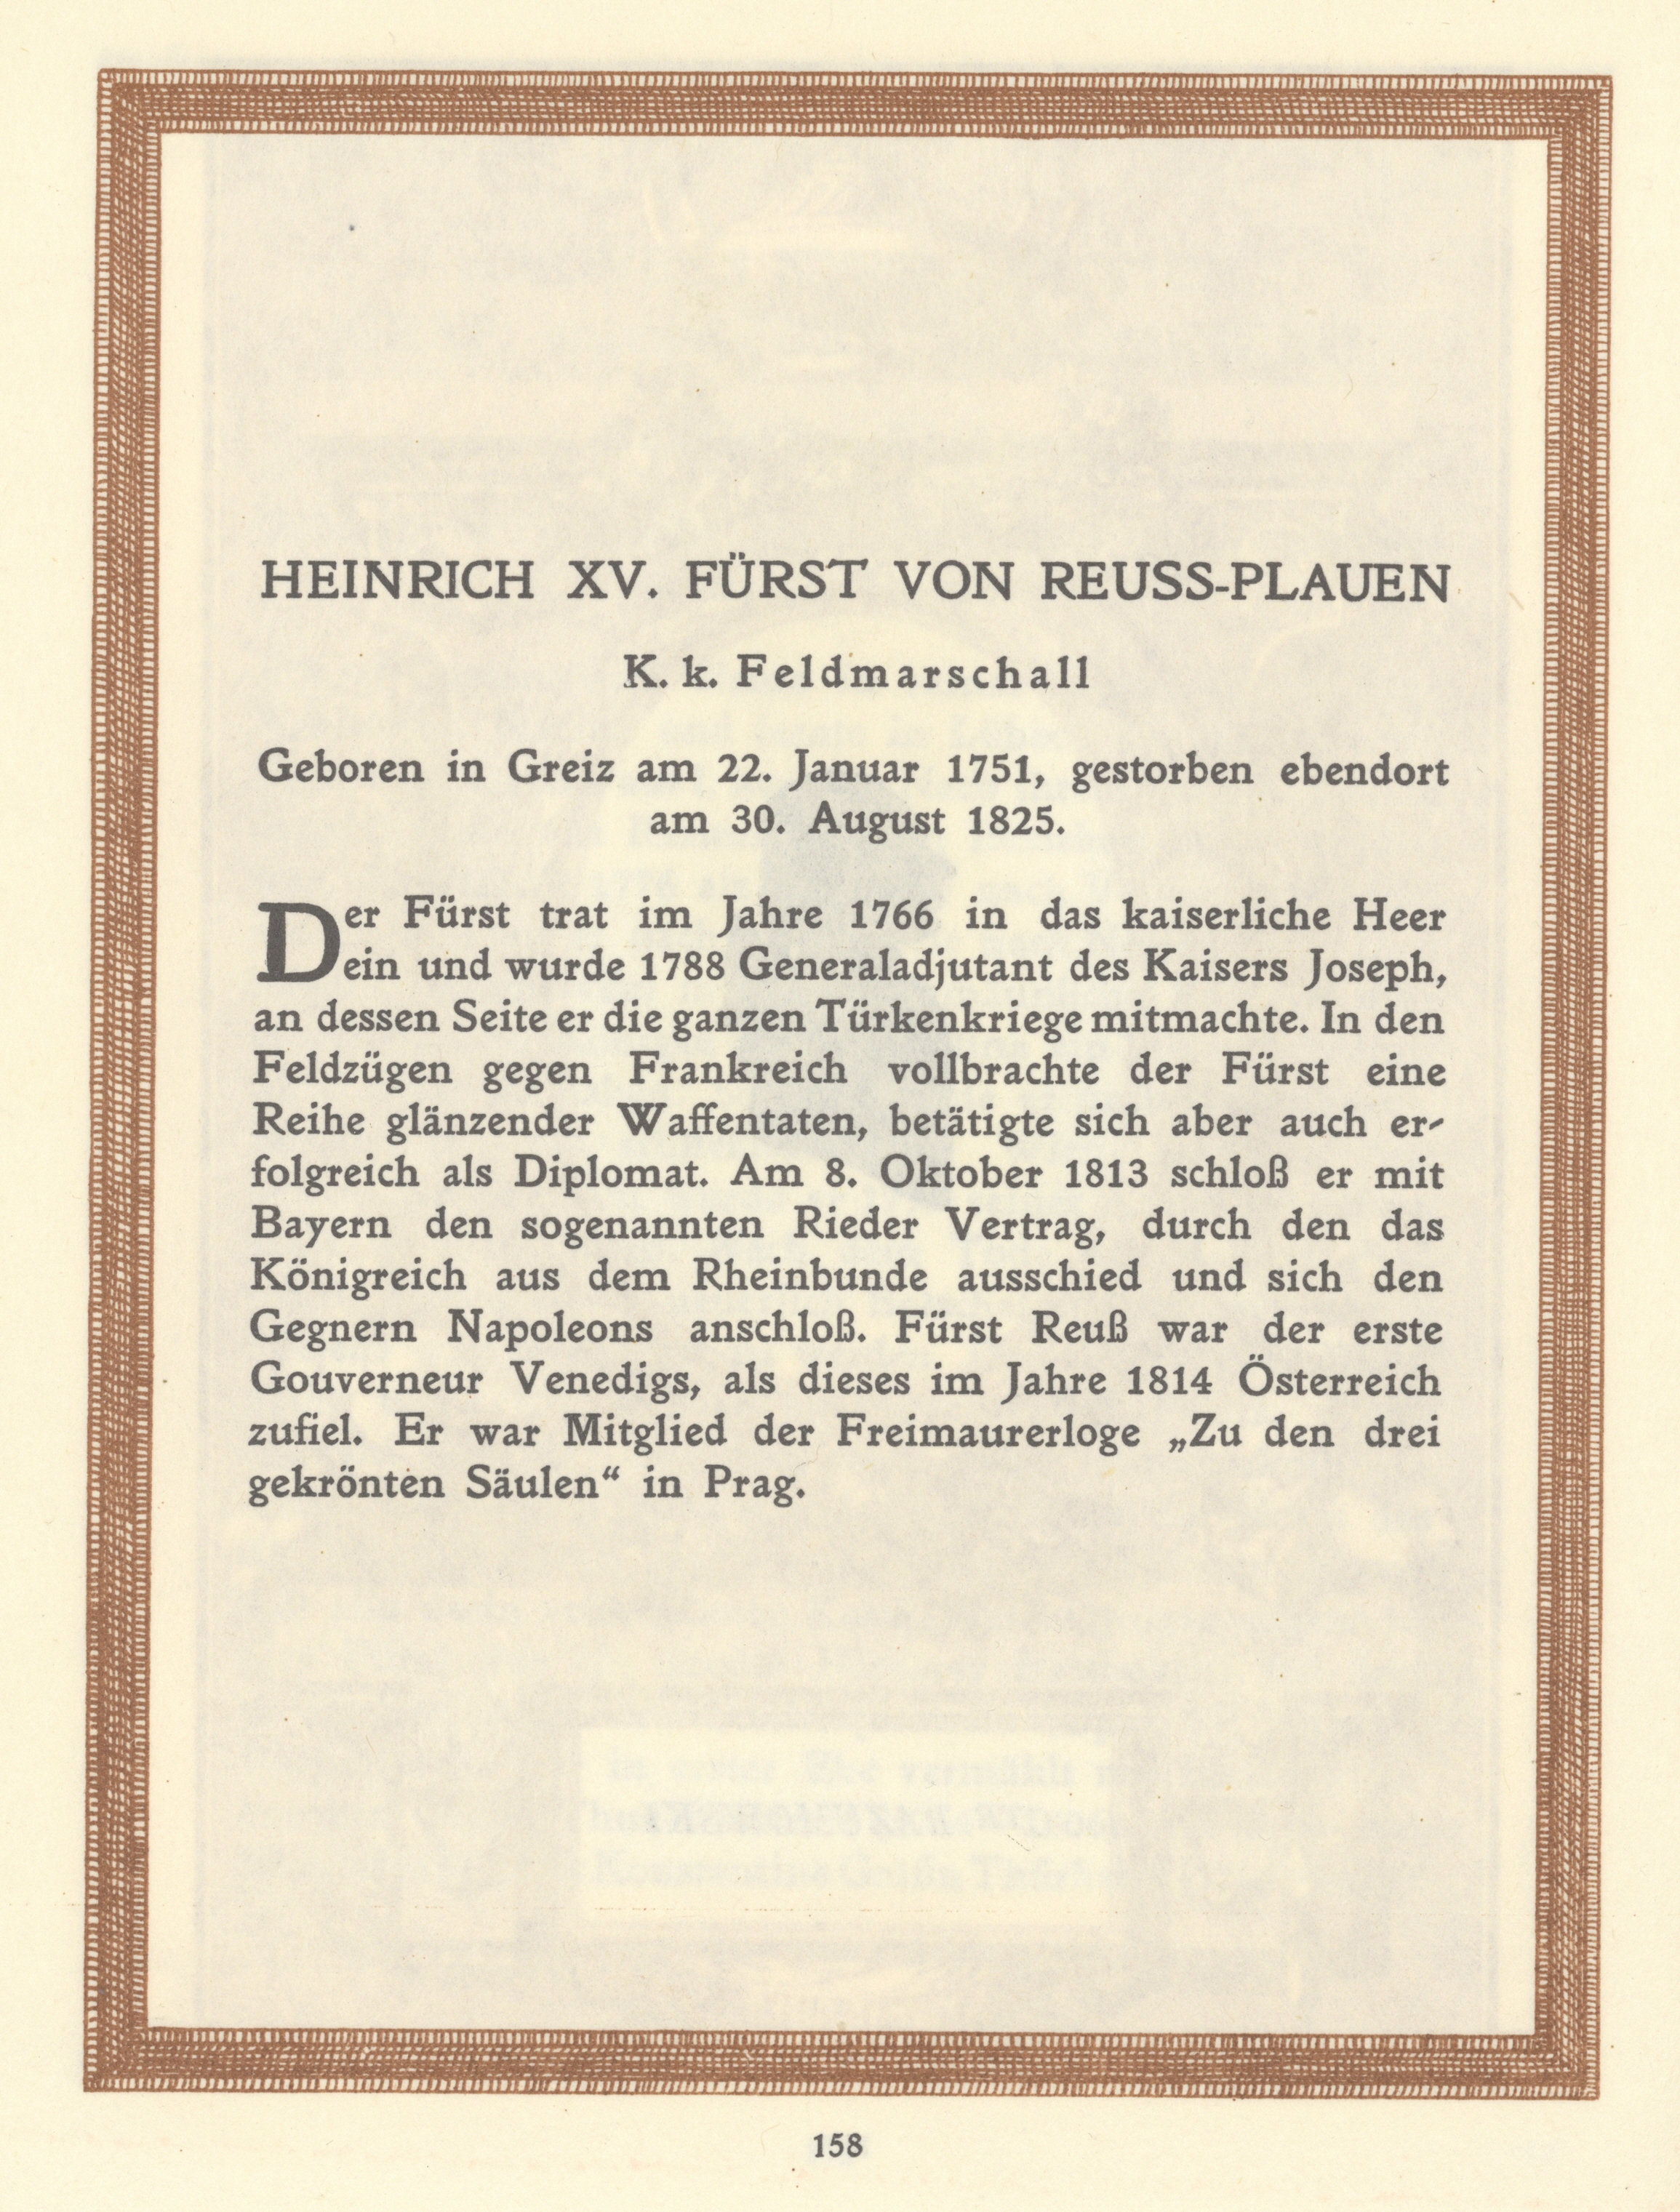 HEINRICH XV. FÜRST VON REUSS-PLAUEN
K. k. Feldmarschall
Geboren in Greiz am 22. Januar 1751, gestorben ebendort
am 30. August 1825.
Der Fürst trat im Jahre 1766 in das kaiserliche Heer
ein und wurde 1788 Generaladjutant des Kaisers Joseph,
an dessen Seite er die ganzen Türkenkriege mitmachte. In den
Feldzügen gegen Frankreich vollbrachte der Fürst eine
Reihe glänzender Waffentaten, betätigte sich aber auch er-
folgreich als Diplomat. Am 8. Oktober 1813 schloß er mit
Bayern den sogenannten Rieder Vertrag, durch den das
Königreich aus dem Rheinbunde ausschied und sich den
Gegnern Napoleons anschloß. Fürst Reuß war der erste
Gouverneur Venedigs, als dieses im Jahre 1814 Österreich
zufiel. Er war Mitglied der Freimaurerloge „Zu den drei
gekrönten Säulen“ in Prag.
158